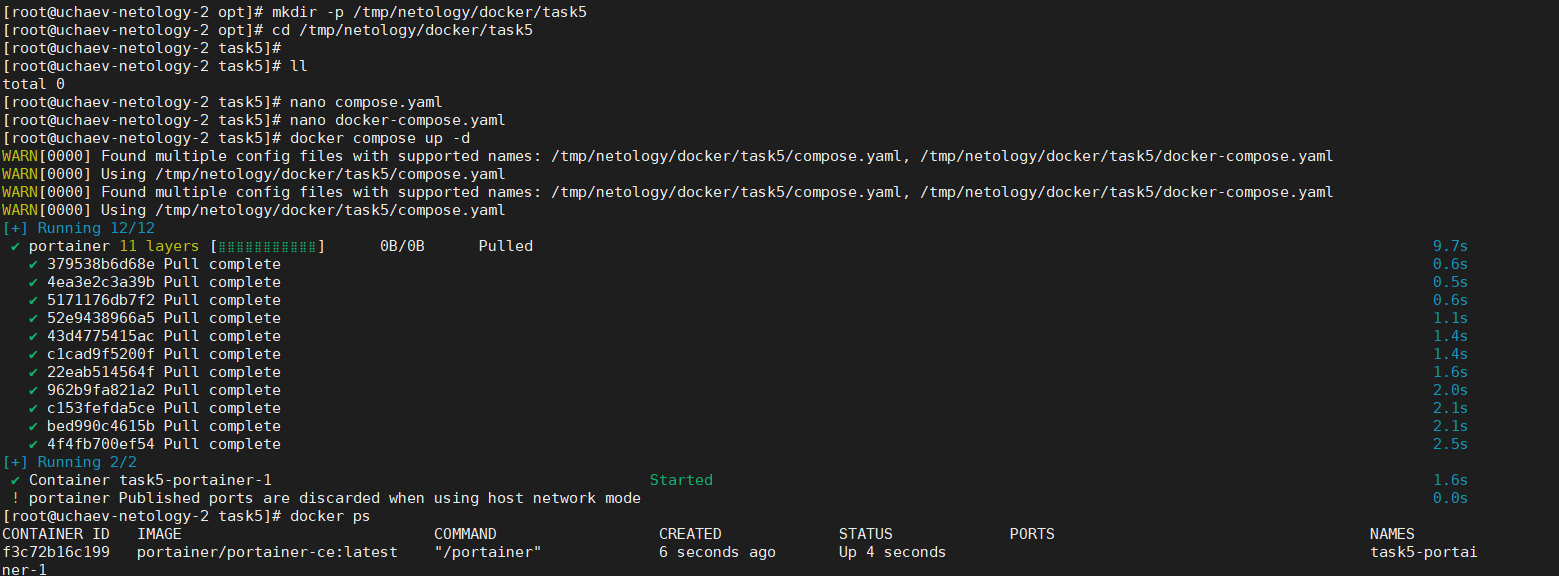 [root@uchaev-netology-2 opt]# mkdir -p /tmp/netology/docker/task5
[root@uchaev-netology-2 opt]# cd /tmp/netology/docker/task5
[root@uchaev-netology-2 task5]#
[root@uchaev-netology-2 task5]# ll
total 0
[root@uchaev-netology-2 task5]# nano compose.yaml
[root@uchaev-netology-2 task5]# nano docker-compose.yaml
[root@uchaev-netology-2 task5]# docker compose up -d
WARN[0000] Found multiple config files with supported names: /tmp/netology/docker/task5/compose.yaml, /tmp/netology/docker/task5/docker-compose.yaml
WARN[0000] Using /tmp/netology/docker/task5/compose.yaml
WARN[0000] Found multiple config files with supported names: /tmp/netology/docker/task5/compose.yaml, /tmp/netology/docker/task5/docker-compose.yaml
WARN[0000] Using /tmp/netology/docker/task5/compose.yaml
[+] Running 12/12
✔ portainer 11 layers [⣿⣿⣿⣿⣿⣿⣿⣿⣿⣿⣿] 0B/0B Pulled 9.7s
✔ 379538b6d68e Pull complete 0.6s
✔ 4ea3e2c3a39b Pull complete 0.5s
✔ 5171176db7f2 Pull complete 0.6s
✔ 52e9438966a5 Pull complete 1.1s
✔ 43d4775415ac Pull complete 1.4s
✔ c1cad9f5200f Pull complete 1.4s
✔ 22eab514564f Pull complete 1.6s
✔ 962b9fa821a2 Pull complete 2.0s
✔ c153fefda5ce Pull complete 2.1s
✔ bed990c4615b Pull complete 2.1s
✔ 4f4fb700ef54 Pull complete 2.5s
[+] Running 2/2
✔ Container task5-portainer-1 Started 1.6s
! portainer Published ports are discarded when using host network mode 0.0s
[root@uchaev-netology-2 task5]# docker ps
CONTAINER ID IMAGE COMMAND CREATED STATUS PORTS NAMES
f3c72b16c199 portainer/portainer-ce:latest "/portainer" 6 seconds ago Up 4 seconds task5-portai
ner-1